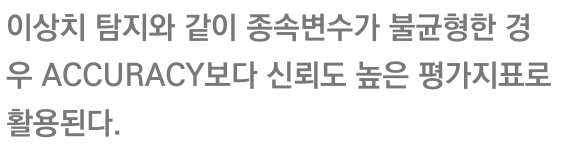 이상치 탐지와 같이 종속변수가 불균형한 경
우 ACCURACY보다 신뢰도 높은 평가지표로
활용된다.